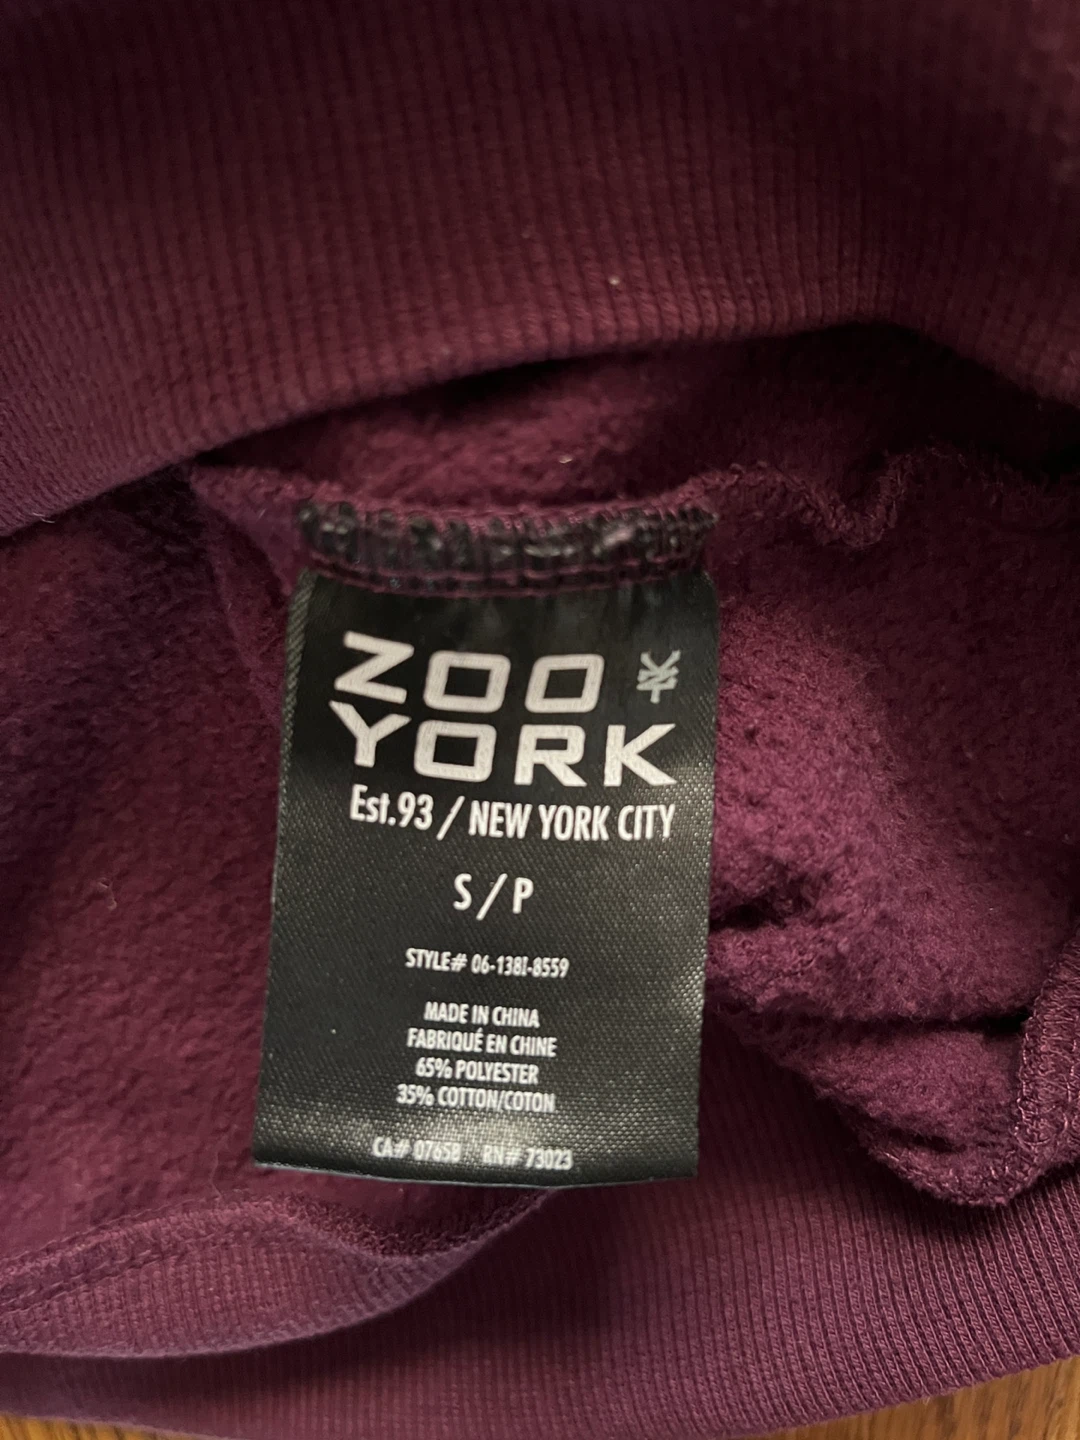 ZOO
YORK
Est.93 / NEW YORK CITY
S/P
STYLE# 06-138I-8559
MADE IN CHINA
FABRIQUÉ EN CHINE
65% POLYESTER
35% COTTON/COTON
CA# 07658 RN# 73023